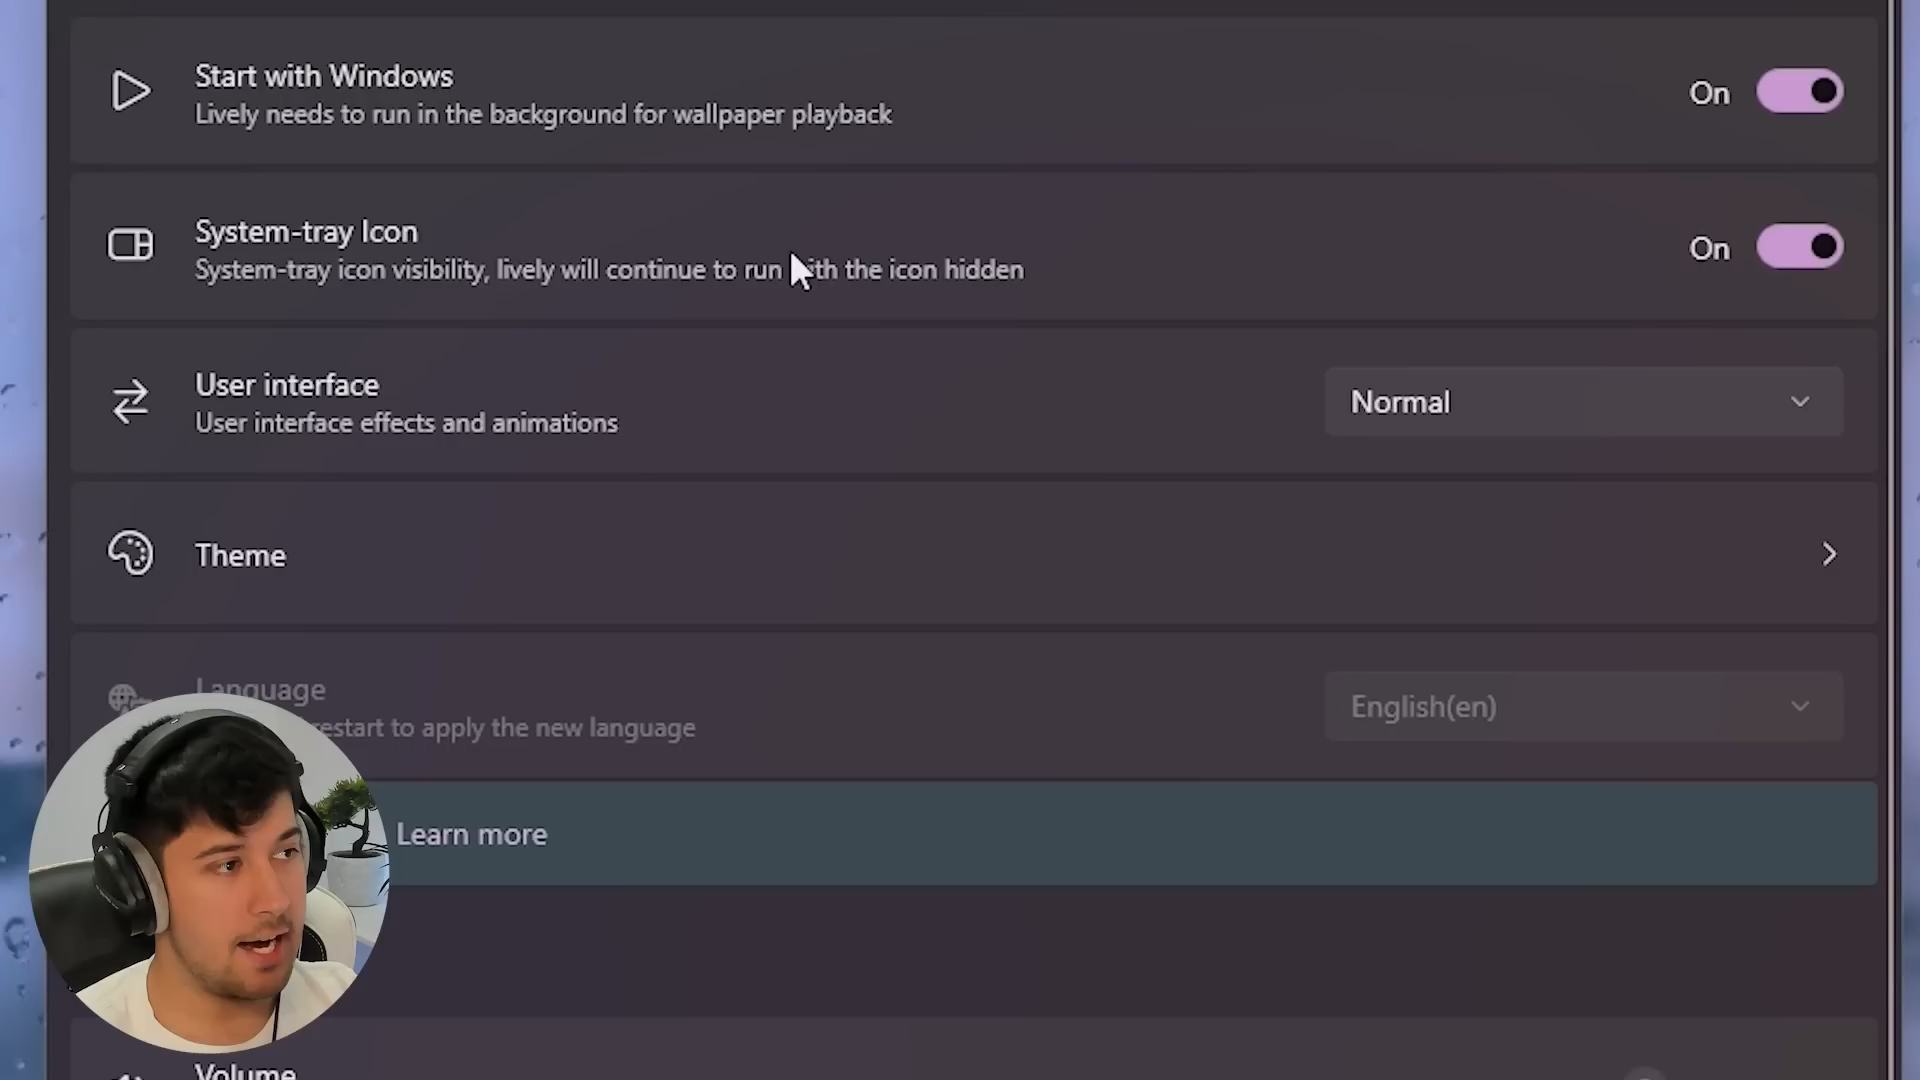 Start with Windows
On
Lively needs to run in the background for wallpaper playback
System-tray Icon
On
System-tray icon visibility, lively will continue to run with the icon hidden
User interface
Normal
User interface effects and animations
Theme
Language
English(en)
restart to apply the new language
Learn more
Volume